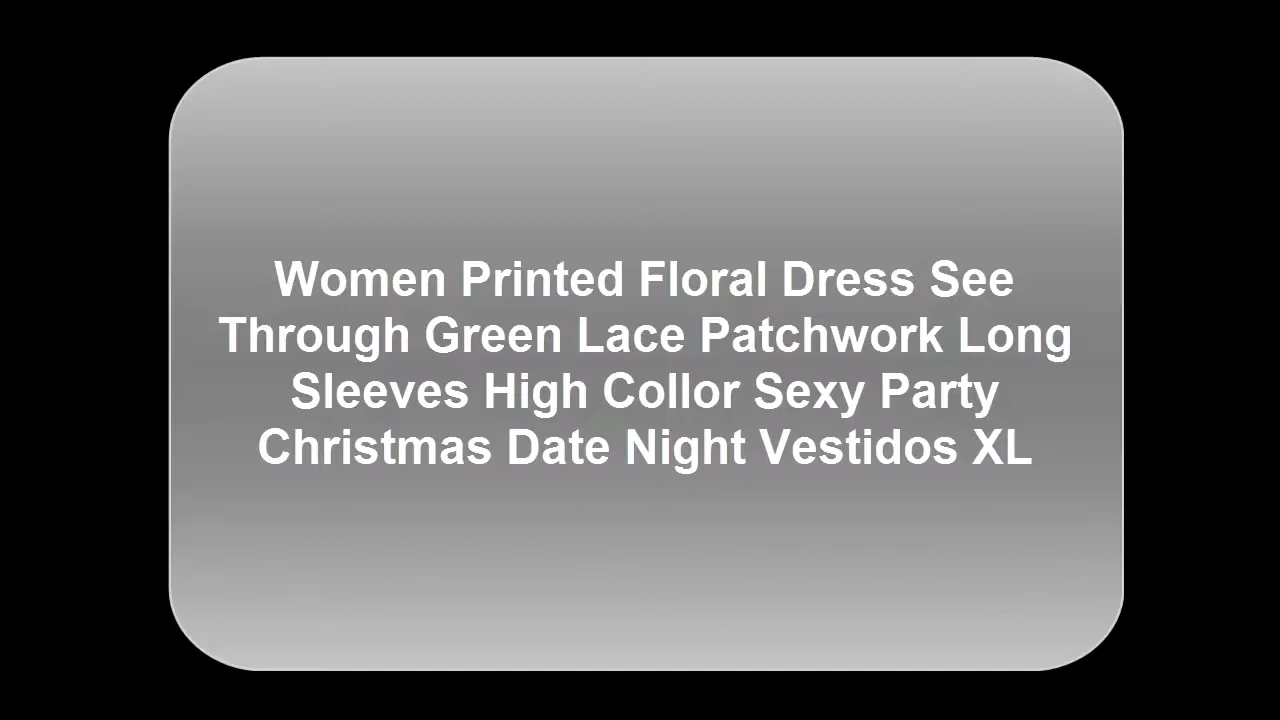 Women Printed Floral Dress See
Through Green Lace Patchwork Long
Sleeves High Collor Sexy Party
Christmas Date Night Vestidos XL